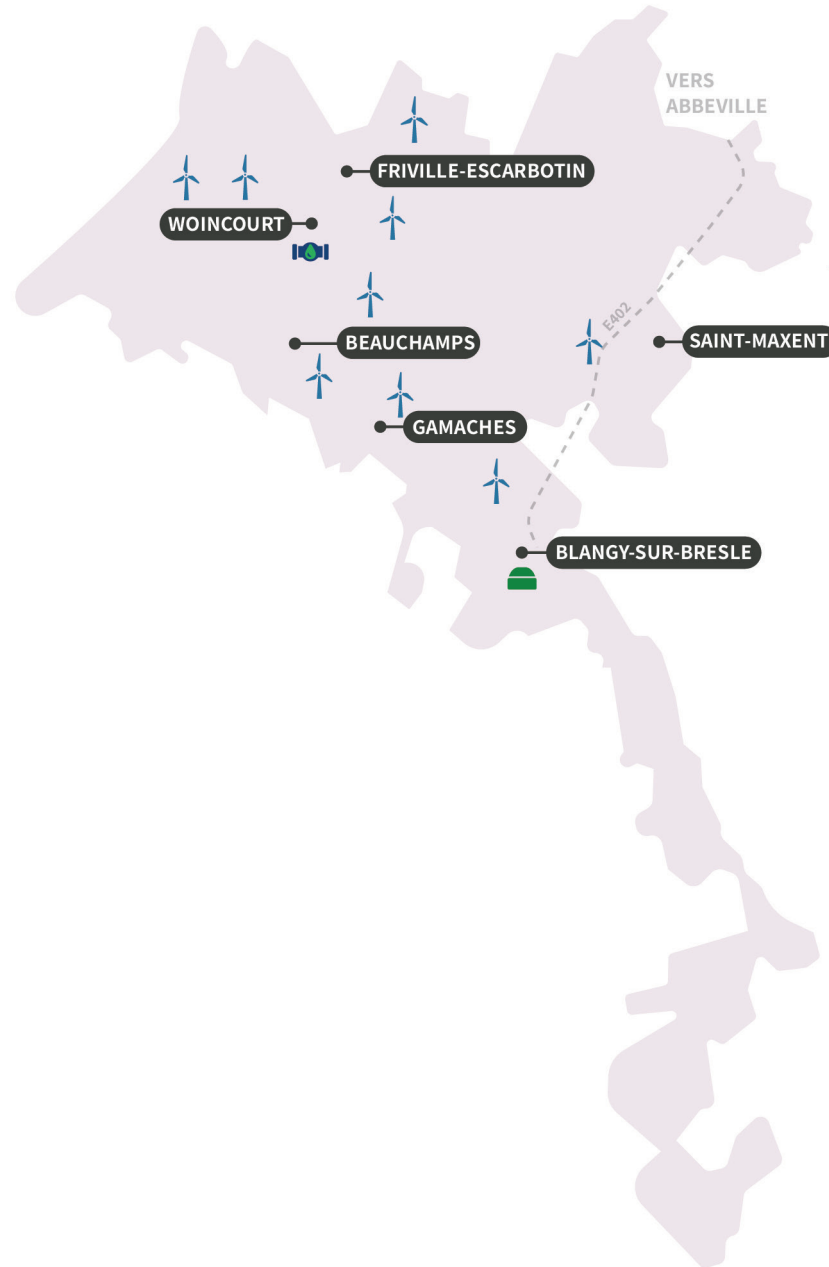 VERS
ABBEVILLE
FRIVILLE-ESCARBOTIN
WOINCOURT
E402
BEAUCHAMPS
SAINT-MAXENT
GAMACHES
BLANGY-SUR-BRESLE